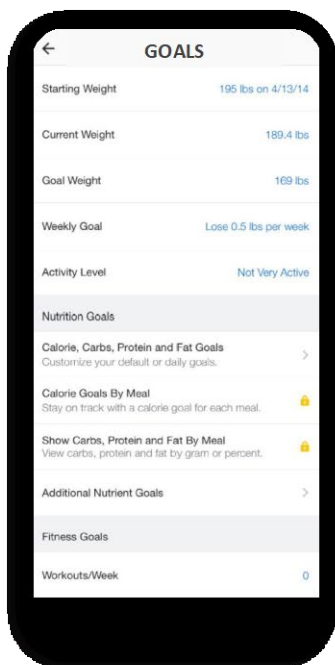 GOALS
Starting Weight 195 lbs on 4/13/14
Current Weight 189.4 lbs
Goal Weight 169 lbs
Weekly Goal Lose 0.5 lbs per week
Activity Level Not Very Active
Nutrition Goals
Calorie, Carbs, Protein and Fat Goals
Customize your default or daily goals.
Calorie Goals By Meal
Stay on track with a calorie goal for each meal.
Show Carbs, Protein and Fat By Meal
View carbs, protein and fat by gram or percent.
Additional Nutrient Goals
Fitness Goals
Workouts/Week 0